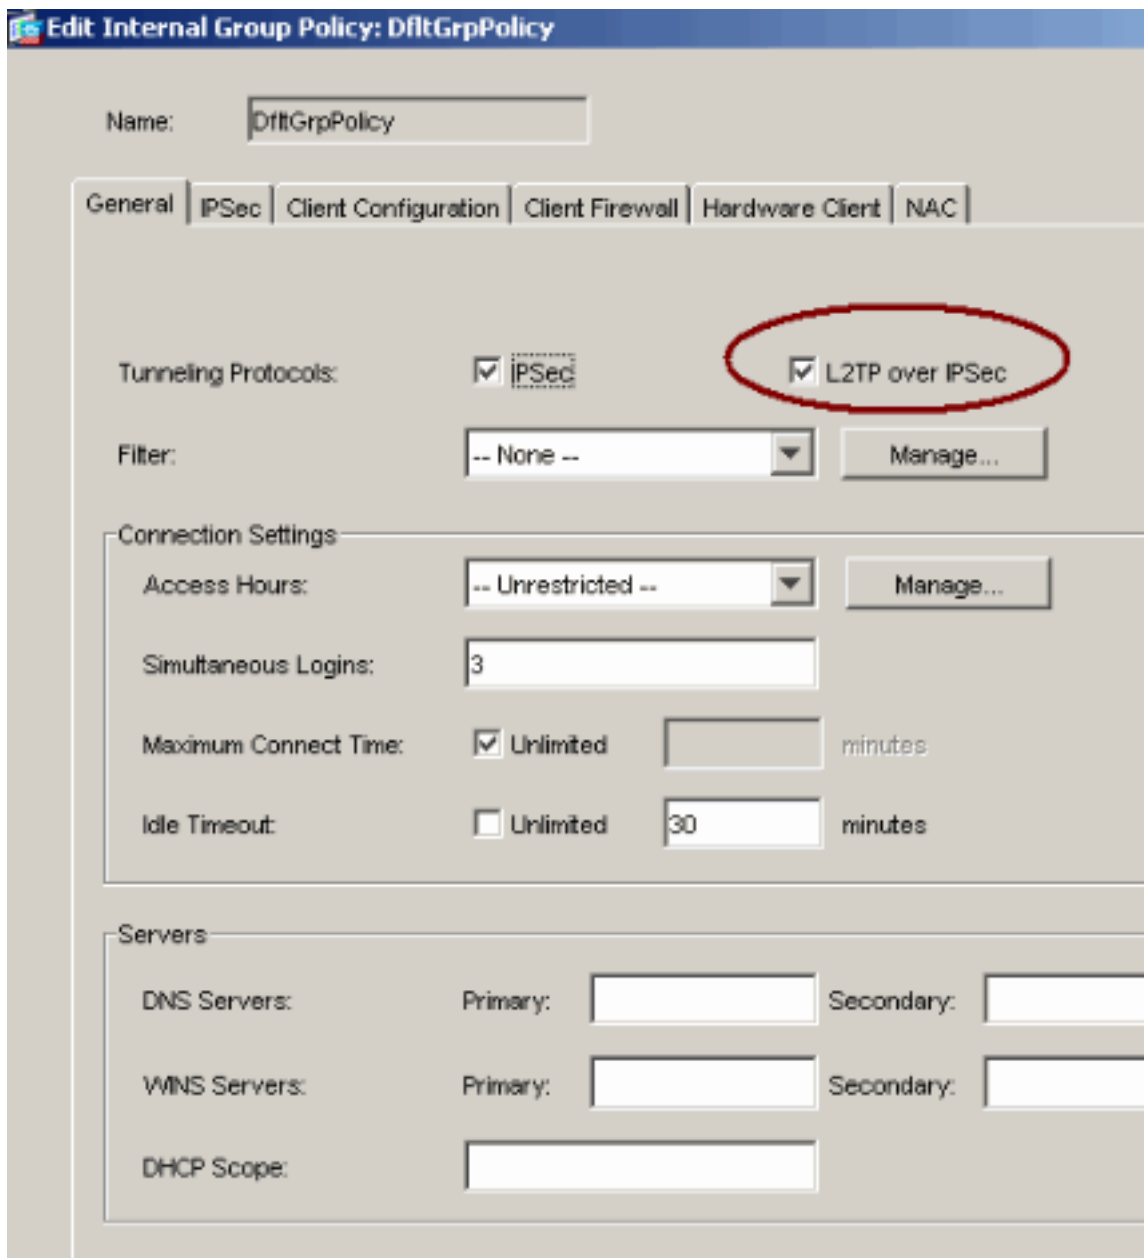 Edit Internal Group Policy: DfltGrpPolicy
Name: DfltGrpPolicy
General IPSec Client Configuration Client Firewall Hardware Client NAC
Tunneling Protocols: IPSec L2TP over IPSec
Filter: -- None -- Manage...
Connection Settings
Access Hours: -- Unrestricted -- Manage...
Simultaneous Logins: 3
Maximum Connect Time: Unlimited minutes
Idle Timeout: Unlimited 30 minutes
Servers
DNS Servers: Primary: Secondary:
WINS Servers: Primary: Secondary:
DHCP Scope: